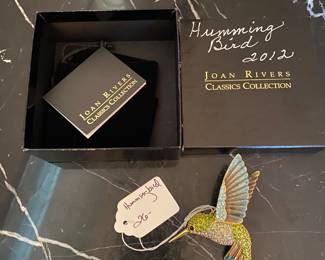 Humming
Bird
2012
JOAN RIVERS
CLASSICS COLLECTION
JOAN RIVERS
CLASSICS COLLECTION
Hummingbird
26-